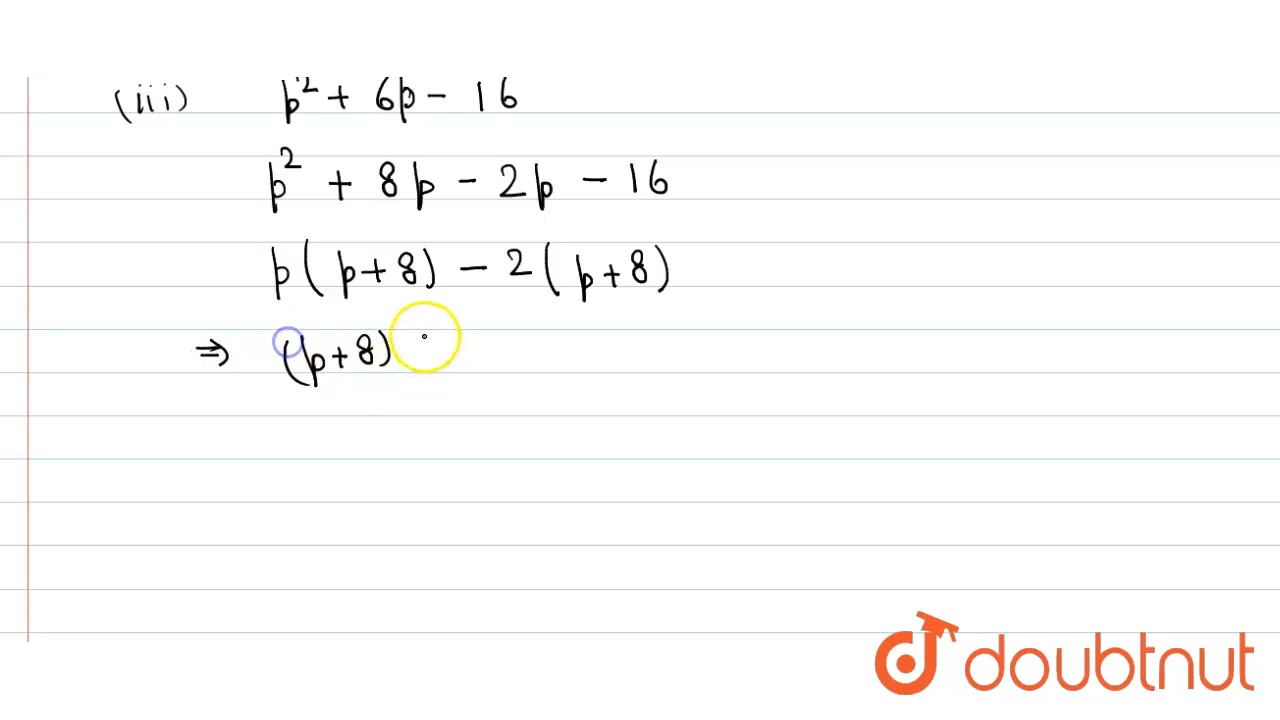 (iii) p² + 6p - 16
p² + 8p - 2p - 16
p(p+8) - 2(p+8)
⇒ (p+8)
doubtnut